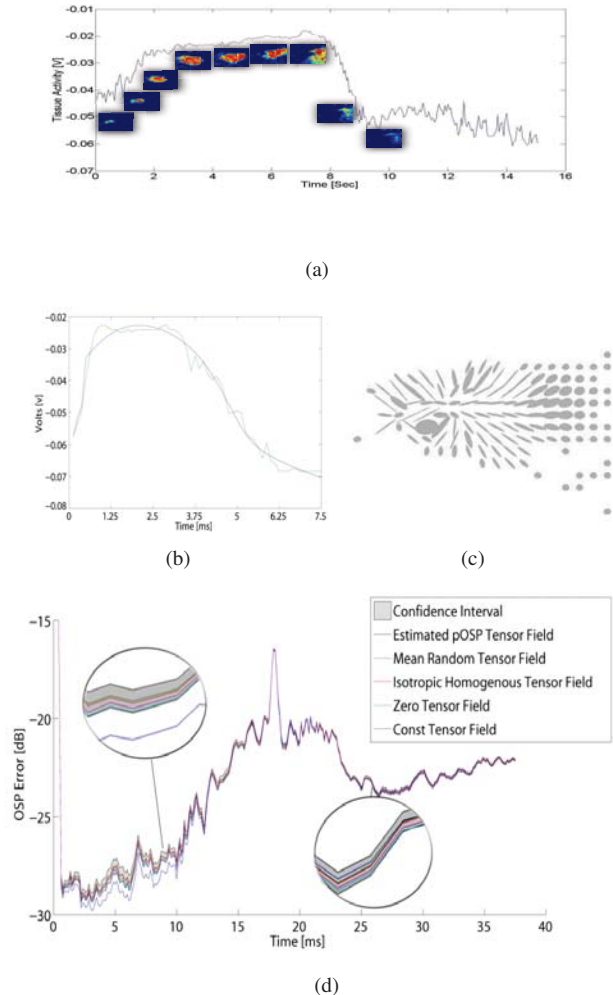 -0.01
-0.02
-0.03
-0.04
-0.05
-0.06
-0.07
Tissue Activity [V]
0 2 4 6 8 10 12 14 16
Time [Sec]
(a)
-0.02
-0.03
-0.04
-0.05
-0.06
-0.07
-0.08
Volts [v]
0 1.25 2.5 3.75 5 6.25 7.5
Time [ms]
(b)
(c)
-15
-20
-25
-30
OSP Error [dB]
0 5 10 15 20 25 30 35 40
Time [ms]
Confidence Interval
Estimated pOSP Tensor Field
Mean Random Tensor Field
Isotropic Homogenous Tensor Field
Zero Tensor Field
Const Tensor Field
(d)